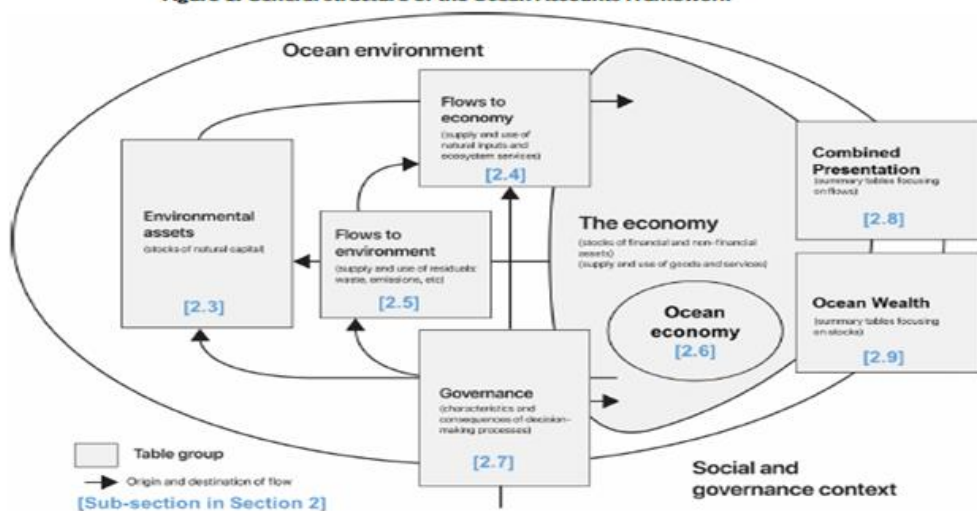 Figure 2: General structure of the Ocean Accounts Framework
Ocean environment
Flows to
economy
(supply and use of
natural inputs and
ecosystem services)
[2.4]
Environmental
assets
(stocks of natural capital)
[2.3]
Flows to
environment
(supply and use of residuals:
waste, emissions, etc)
[2.5]
The economy
(stocks of financial and non-financial
assets)
(supply and use of goods and services)
Ocean
economy
[2.6]
Combined
Presentation
(summary tables focusing
on flows)
[2.8]
Ocean Wealth
(summary tables focusing
on stocks)
[2.9]
Governance
(characteristics and
consequences of decision-
making processes)
[2.7]
Table group
Origin and destination of flow
[Sub-section in Section 2]
Social and
governance context